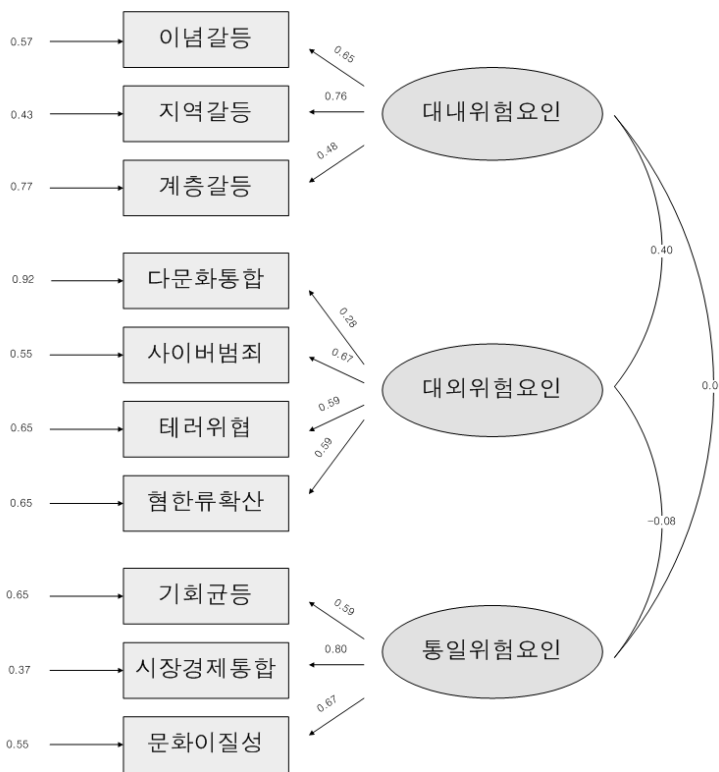 0.57
이념갈등
0.65
0.43
지역갈등
0.76
대내위험요인
0.77
계층갈등
0.48
0.40
0.92
다문화통합
0.28
0.55
사이버범죄
0.67
대외위험요인
0.0
0.65
테러위협
0.59
0.65
혐한류확산
0.59
−0.08
0.65
기회균등
0.59
0.37
시장경제통합
0.80
통일위험요인
0.55
문화이질성
0.67